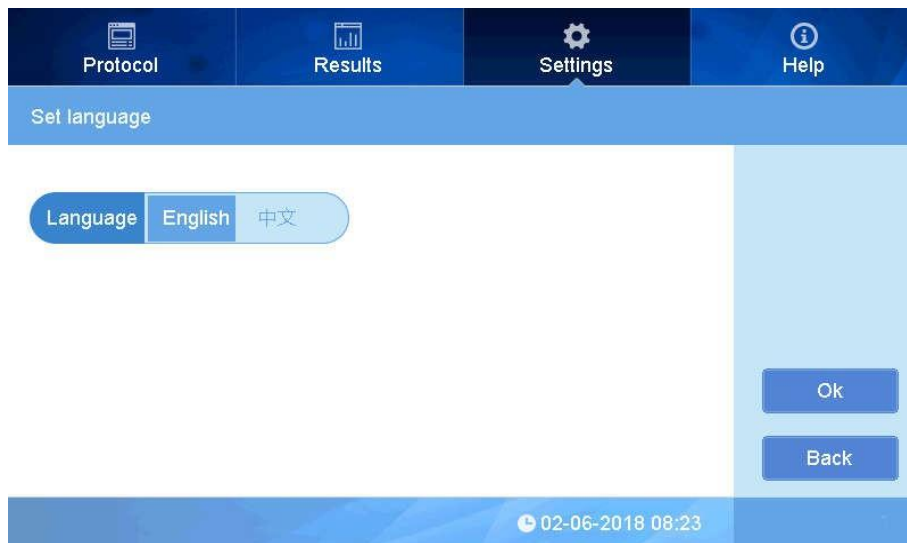 Protocol Results Settings Help
Set language
Language English 中文
Ok
Back
02-06-2018 08:23